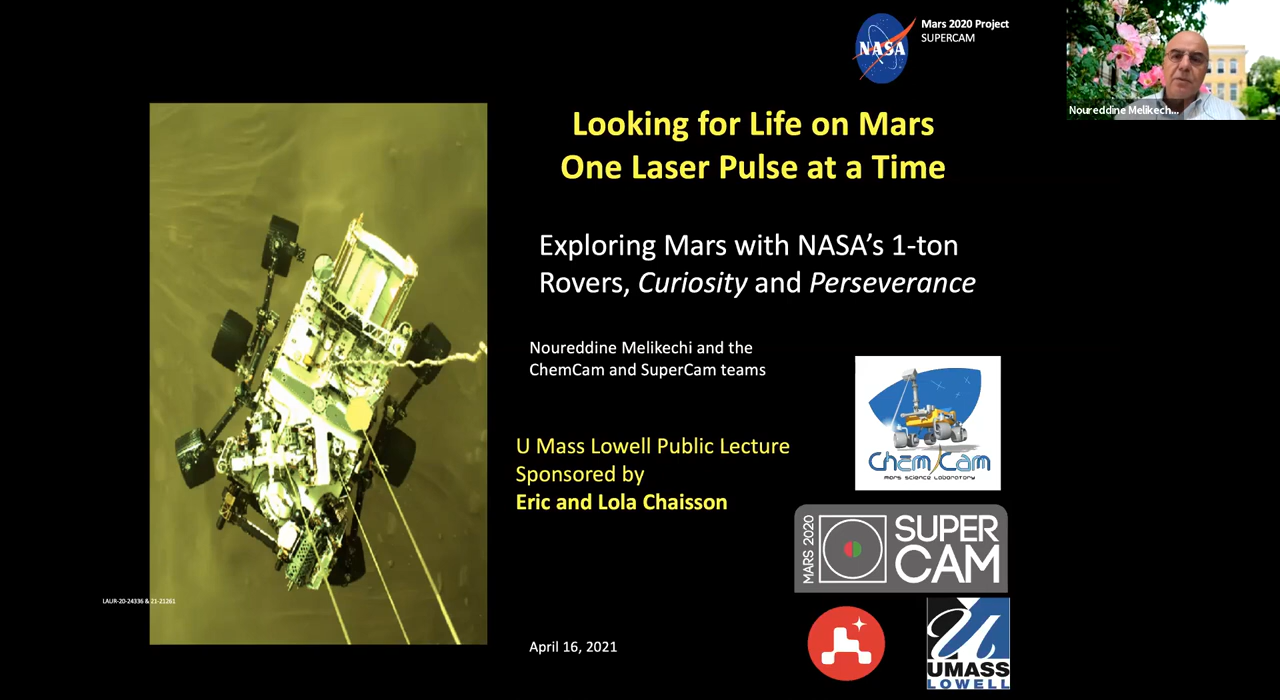 NASA
Mars 2020 Project
SUPERCAM
Noureddine Melikech...
Looking for Life on Mars
One Laser Pulse at a Time
Exploring Mars with NASA's 1-ton
Rovers, Curiosity and Perseverance
Noureddine Melikechi and the
ChemCam and SuperCam teams
ChemCam
mars science laboratory
U Mass Lowell Public Lecture
Sponsored by
Eric and Lola Chaisson
MARS 2020
SUPER
CAM
LAUR-20-24336 & 21-21261
April 16, 2021
UMASS
LOWELL